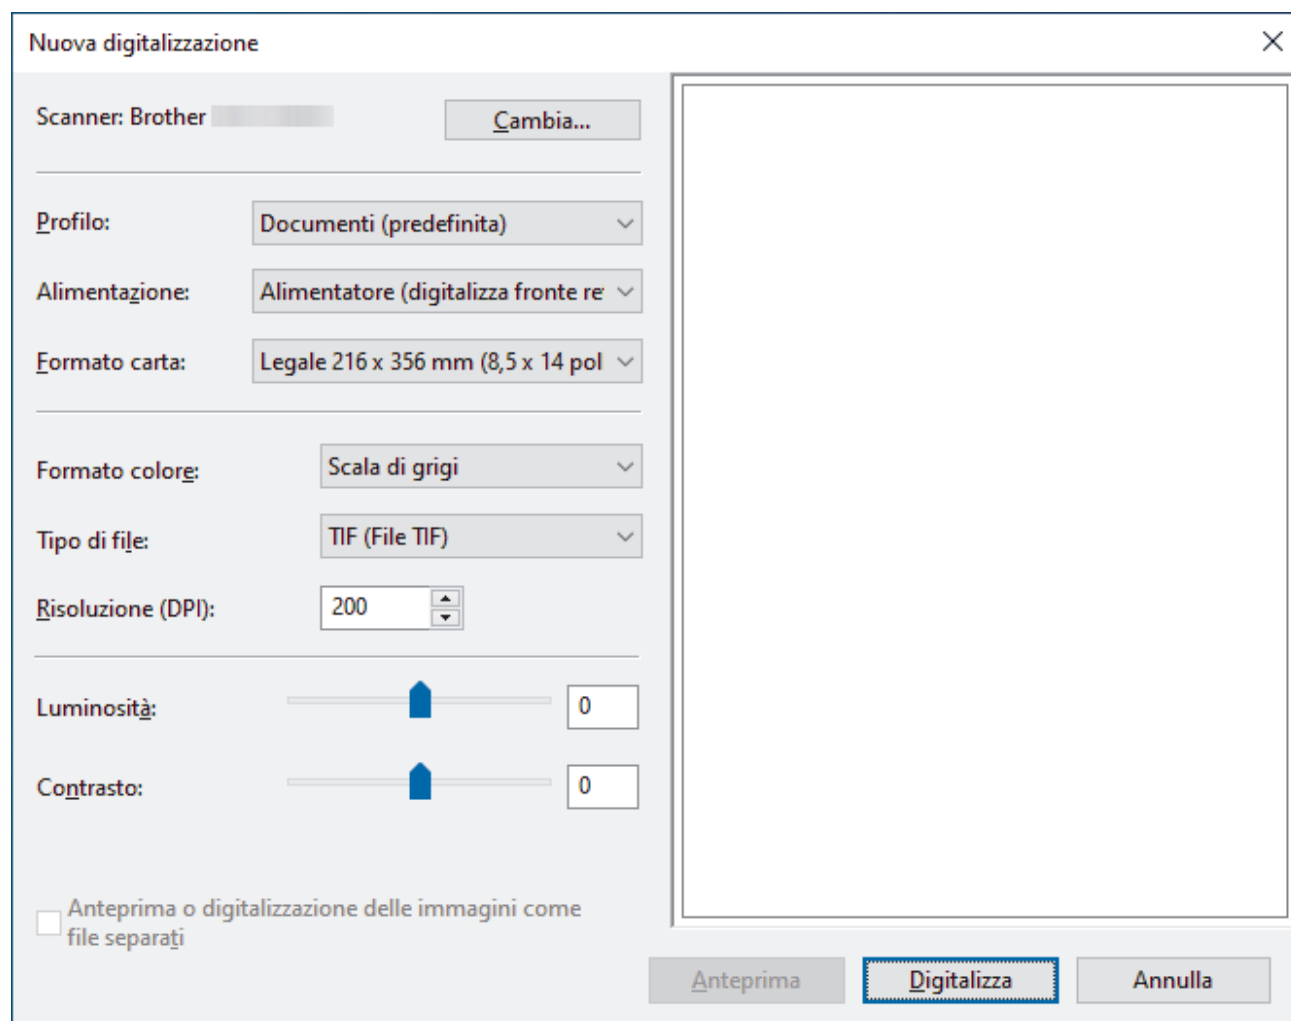 Nuova digitalizzazione
Scanner: Brother
Cambia...
Profilo: Documenti (predefinita)
Alimentazione: Alimentatore (digitalizza fronte re
Formato carta: Legale 216 x 356 mm (8,5 x 14 pol
Formato colore: Scala di grigi
Tipo di file: TIF (File TIF)
Risoluzione (DPI): 200
Luminosità: 0
Contrasto: 0
Anteprima o digitalizzazione delle immagini come
file separati
Anteprima Digitalizza Annulla